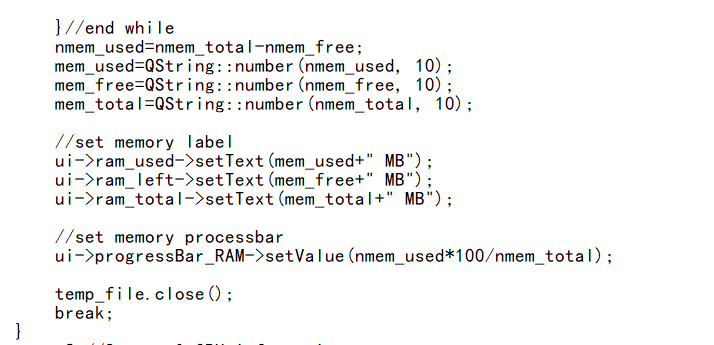 }//end while
nmem_used=nmem_total-nmem_free;
mem_used=QString::number(nmem_used, 10);
mem_free=QString::number(nmem_free, 10);
mem_total=QString::number(nmem_total, 10);
//set memory label
ui->ram_used->setText(mem_used+" MB");
ui->ram_left->setText(mem_free+" MB");
ui->ram_total->setText(mem_total+" MB");
//set memory processbar
ui->progressBar_RAM->setValue(nmem_used*100/nmem_total);
temp_file.close();
break;
}